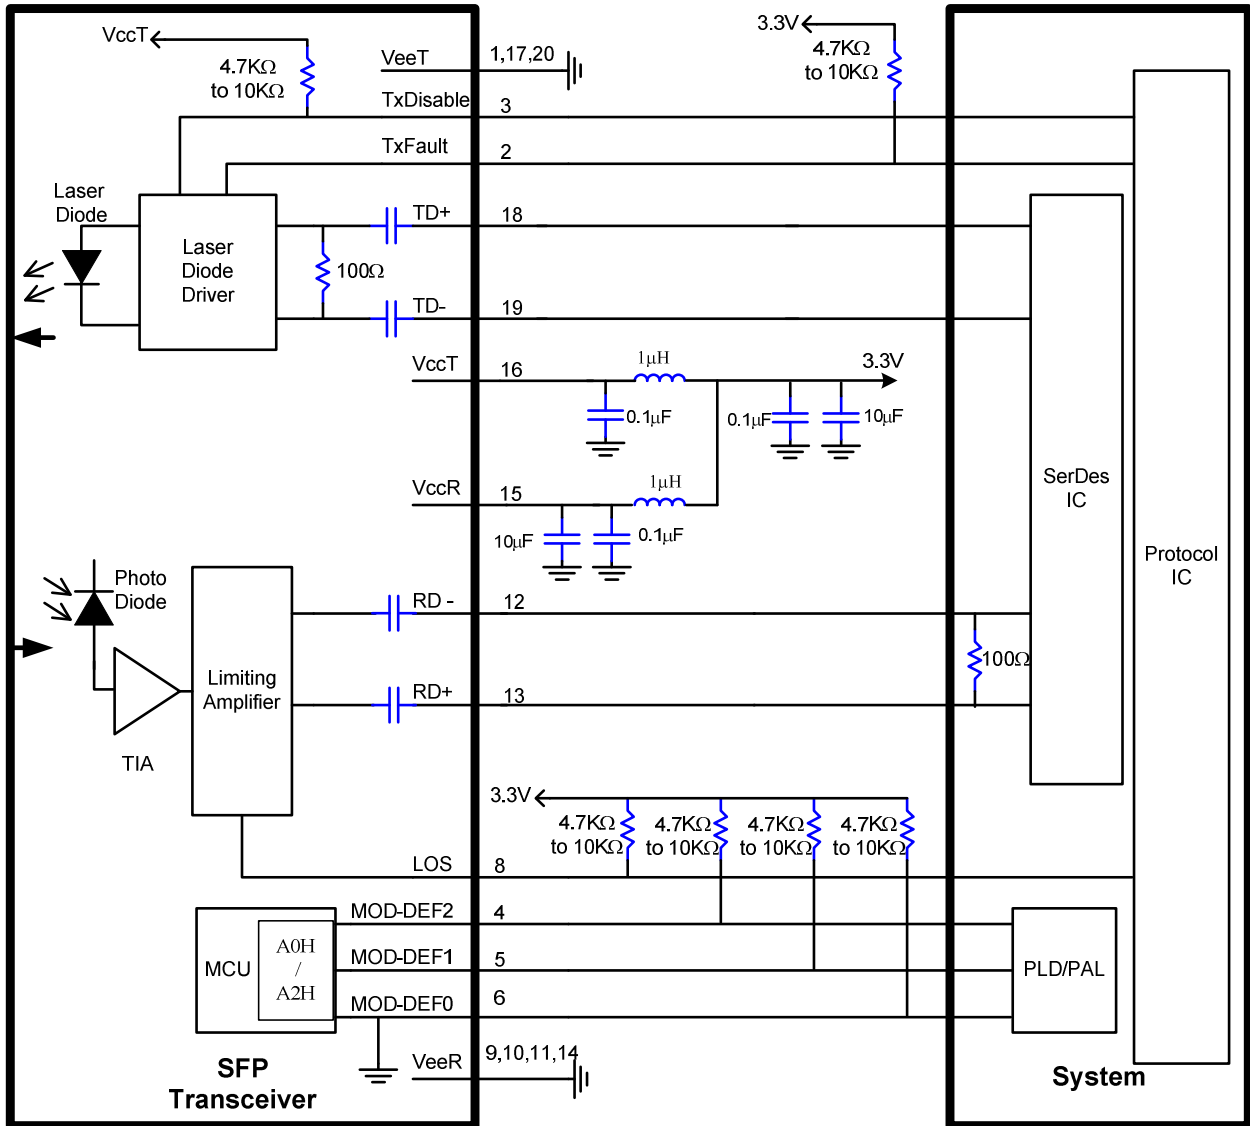 VccT
4.7KΩ
to 10KΩ
VeeT
1,17,20
3.3V
4.7KΩ
to 10KΩ
TxDisable
3
TxFault
2
Laser
Diode
Laser
Diode
Driver
100Ω
TD+
18
TD-
19
VccT
16
1μH
3.3V
0.1μF
0.1μF
10μF
VccR
15
1μH
10μF
0.1μF
SerDes
IC
Protocol
IC
Photo
Diode
RD -
12
Limiting
Amplifier
RD+
13
100Ω
TIA
3.3V
4.7KΩ
to 10KΩ
4.7KΩ
to 10KΩ
4.7KΩ
to 10KΩ
4.7KΩ
to 10KΩ
LOS
8
MOD-DEF2
4
MCU
A0H
/
A2H
MOD-DEF1
5
PLD/PAL
MOD-DEF0
6
VeeR
9,10,11,14
SFP
Transceiver
System